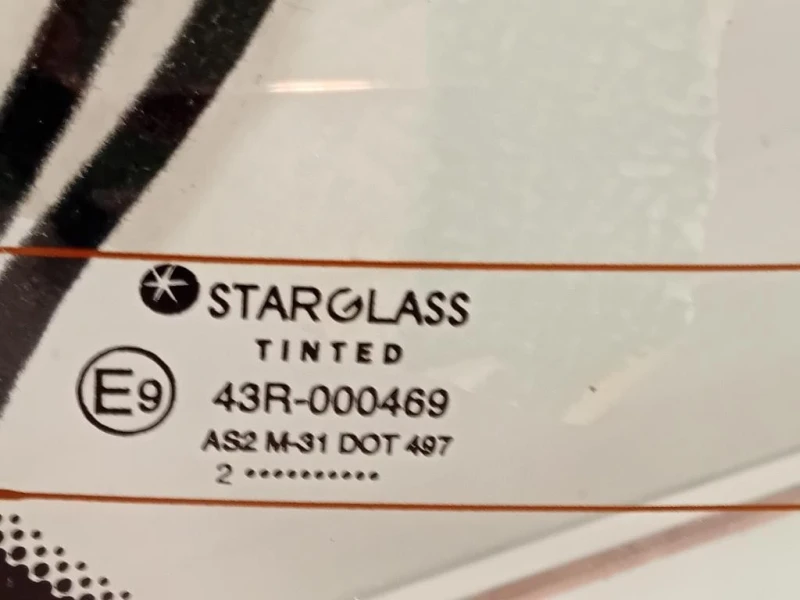 STARGLASS
TINTED
E9
43R-000469
AS2 M-31 DOT 497
2 ••••••••••